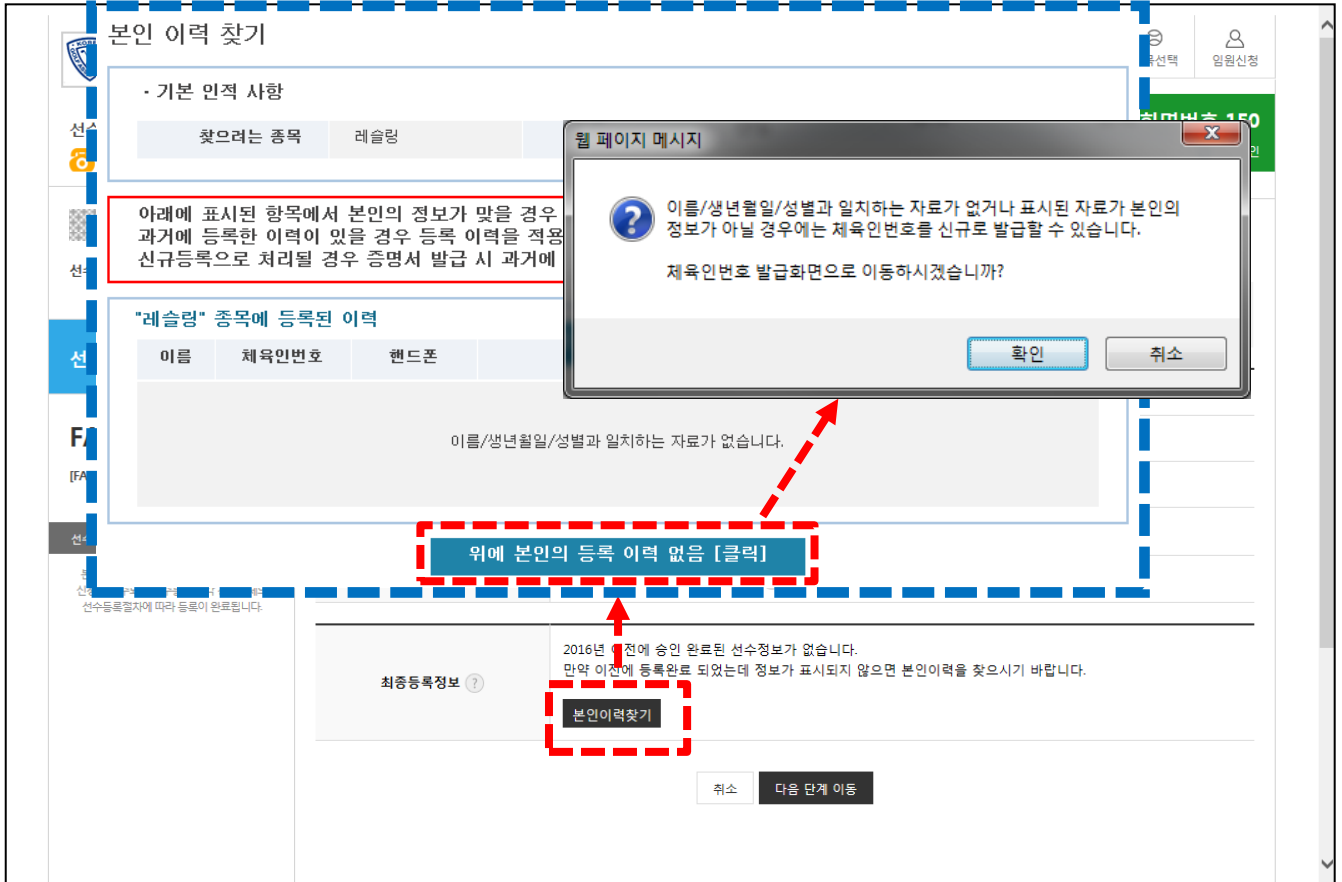 본인 이력 찾기
임원신청
· 기본 인적 사항
찾으려는 종목 레슬링
웹 페이지 메시지
이름/생년월일/성별과 일치하는 자료가 없거나 표시된 자료가 본인의
정보가 아닐 경우에는 체육인번호를 신규로 발급할 수 있습니다.
체육인번호 발급화면으로 이동하시겠습니까?
확인 취소
아래에 표시된 항목에서 본인의 정보가 맞을 경우
과거에 등록한 이력이 있을 경우 등록 이력을 적용
신규등록으로 처리될 경우 증명서 발급 시 과거에
"레슬링" 종목에 등록된 이력
이름 체육인번호 핸드폰
이름/생년월일/성별과 일치하는 자료가 없습니다.
위에 본인의 등록 이력 없음 [클릭]
선수등록절차에 따라 등록이 완료됩니다.
최종등록정보 ?
2016년 이전에 승인 완료된 선수정보가 없습니다.
만약 이전에 등록완료 되었는데 정보가 표시되지 않으면 본인이력을 찾으시기 바랍니다.
본인이력찾기
취소 다음 단계 이동